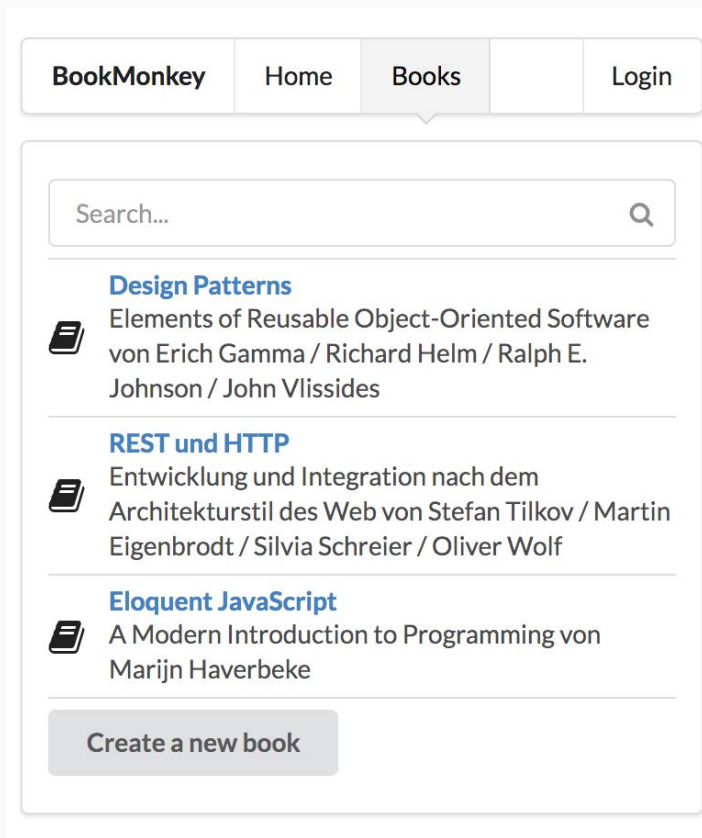 BookMonkey Home Books Login
Search...
Design Patterns
Elements of Reusable Object-Oriented Software
von Erich Gamma / Richard Helm / Ralph E.
Johnson / John Vlissides
REST und HTTP
Entwicklung und Integration nach dem
Architekturstil des Web von Stefan Tilkov / Martin
Eigenbrodt / Silvia Schreier / Oliver Wolf
Eloquent JavaScript
A Modern Introduction to Programming von
Marijn Haverbeke
Create a new book